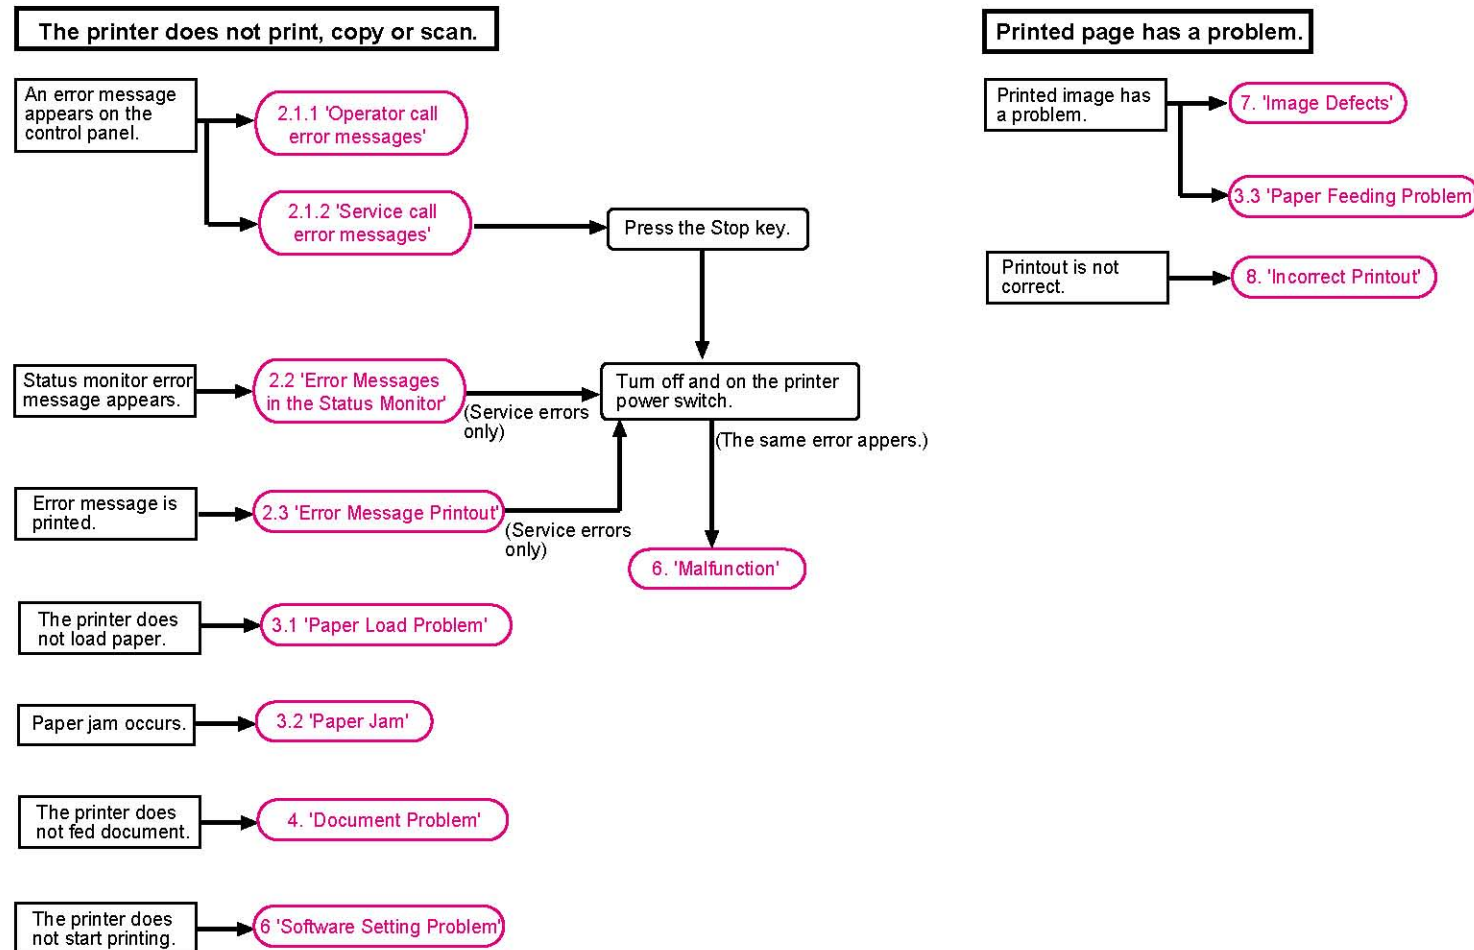 The printer does not print, copy or scan.
An error message
appears on the
control panel.
2.1.1 'Operator call
error messages'
2.1.2 'Service call
error messages'
Press the Stop key.
Status monitor error
message appears.
2.2 'Error Messages
in the Status Monitor'
(Service errors
only)
Turn off and on the printer
power switch.
(The same error appers.)
Error message is
printed.
2.3 'Error Message Printout'
(Service errors
only)
6. 'Malfunction'
The printer does
not load paper.
3.1 'Paper Load Problem'
Paper jam occurs.
3.2 'Paper Jam'
The printer does
not fed document.
4. 'Document Problem'
The printer does
not start printing.
6 'Software Setting Problem'
Printed page has a problem.
Printed image has
a problem.
7. 'Image Defects'
3.3 'Paper Feeding Problem'
Printout is not
correct.
8. 'Incorrect Printout'